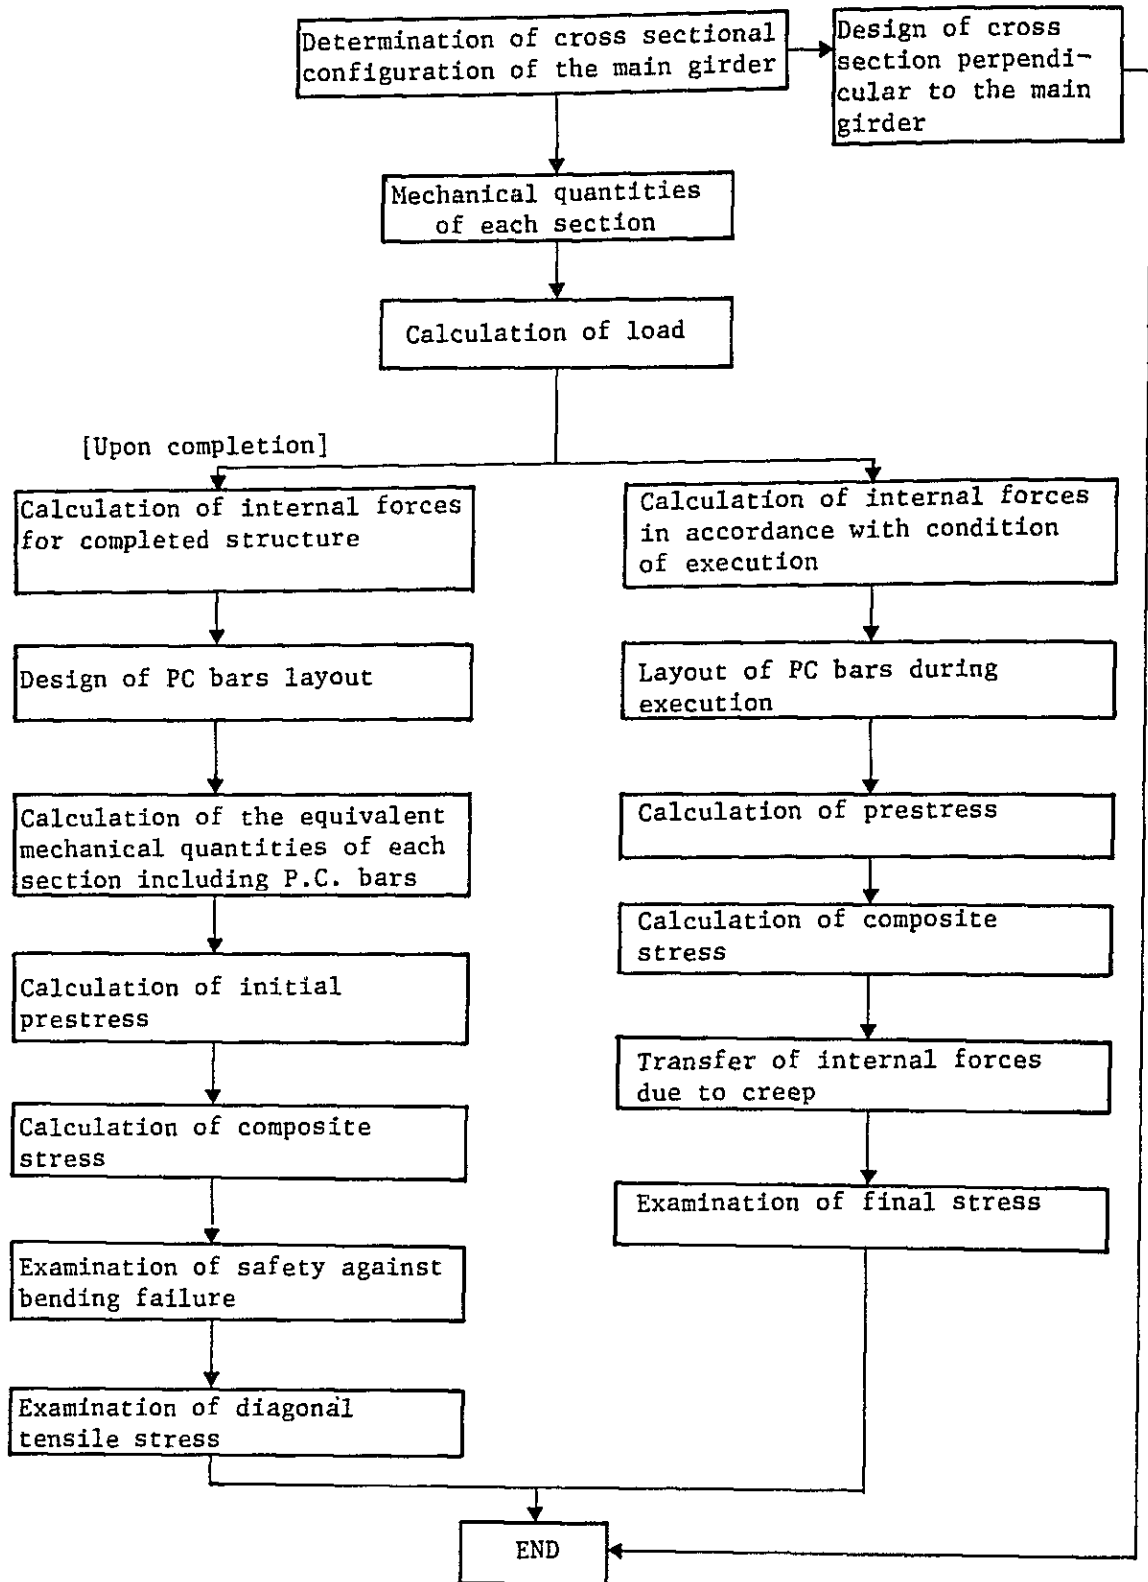 Determination of cross sectional
configuration of the main girder
Design of cross
section perpendi-
cular to the main
girder
Mechanical quantities
of each section
Calculation of load
[Upon completion]
Calculation of internal forces
for completed structure
Design of PC bars layout
Calculation of the equivalent
mechanical quantities of each
section including P.C. bars
Calculation of initial
prestress
Calculation of composite
stress
Examination of safety against
bending failure
Examination of diagonal
tensile stress
Calculation of internal forces
in accordance with condition
of execution
Layout of PC bars during
execution
Calculation of prestress
Calculation of composite
stress
Transfer of internal forces
due to creep
Examination of final stress
END